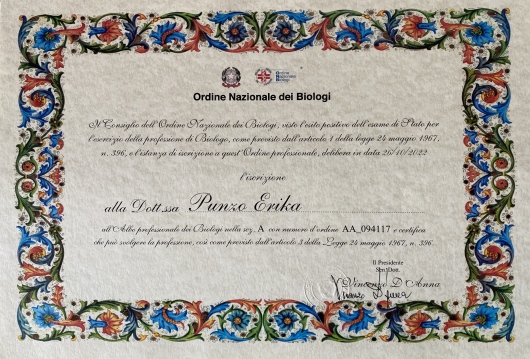 Ordine
Nazionale
Biologi
Ordine Nazionale dei Biologi
Il Consiglio dell'Ordine Nazionale dei Biologi, visto l'esito positivo dell'esame di Stato per
l'esercizio della professione di Biologo, come previsto dall'articolo 1 della legge 24 maggio 1967,
n. 396, e l'istanza di iscrizione a quest'Ordine professionale, delibera in data 26/10/2022
l'iscrizione
alla Dott.ssa Punzo Erika
all'Albo professionale dei Biologi nella sez. A con numero d'ordine AA_094117 e certifica
che può svolgere la professione, così come previsto dall'articolo 3 della Legge 24 maggio 1967, n. 396.
Il Presidente
Sen. Dott.
Vincenzo D'Anna